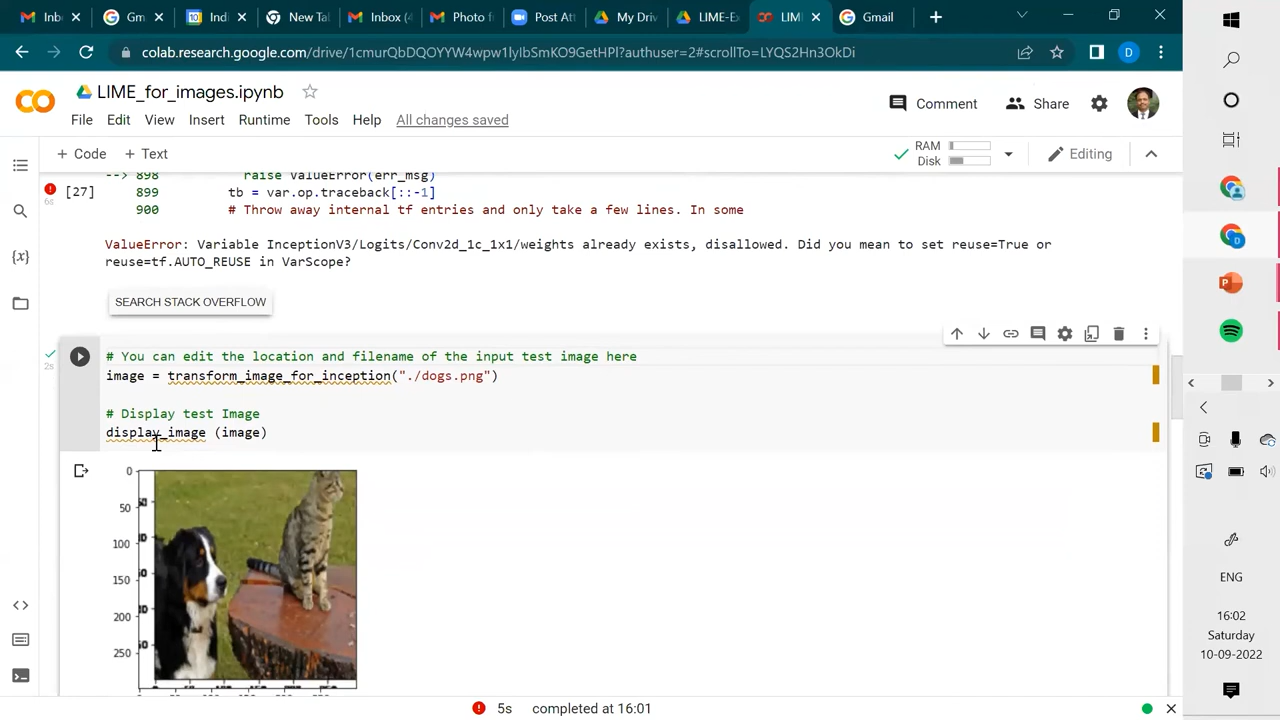 Inb
Gm
Indi
New Ta
Inbox (4
Photo f
Post Att
My Driv
LIME-E
LIM
Gmail
colab.research.google.com/drive/1cmurQbDQOYYW4wpw1lyIbSmKO9GetHPl?authuser=2#scrollTo=LYQS2Hn3OkDi
D
LIME_for_images.ipynb
Comment
Share
File Edit View Insert Runtime Tools Help All changes saved
+ Code + Text
RAM
Disk
Editing
--> 898 raise ValueError(err_msg)
[27] 899 tb = var.op.traceback[::-1]
6s
900 # Throw away internal tf entries and only take a few lines. In some
ValueError: Variable InceptionV3/Logits/Conv2d_1c_1x1/weights already exists, disallowed. Did you mean to set reuse=True or
reuse=tf.AUTO_REUSE in VarScope?
SEARCH STACK OVERFLOW
2s
# You can edit the location and filename of the input test image here
image = transform_image_for_inception("./dogs.png")
# Display test Image
display_image (image)
0
50
100
150
200
250
5s completed at 16:01
ENG
16:02
Saturday
10-09-2022